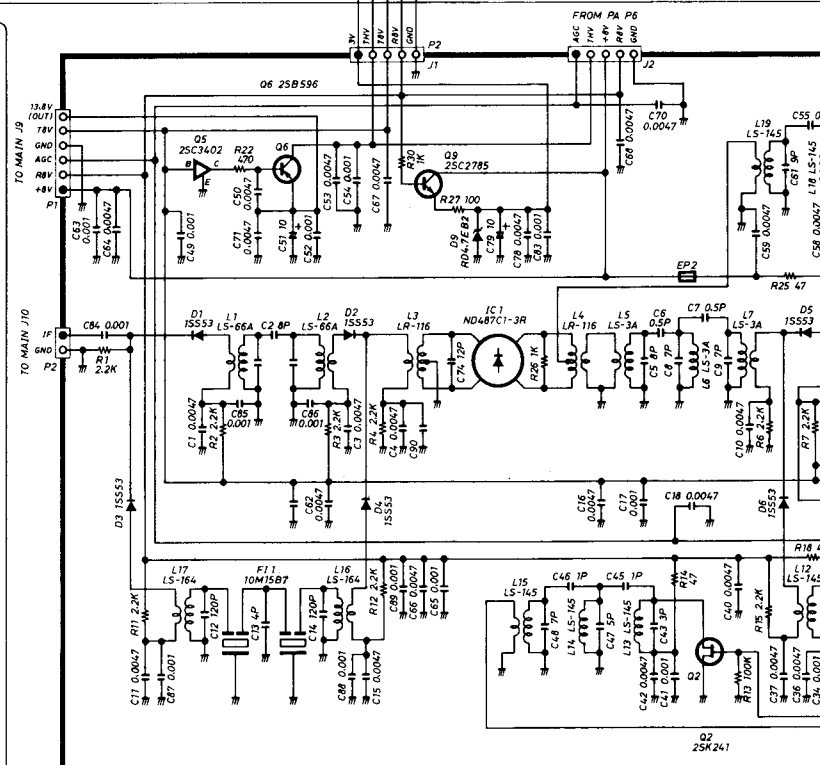 FROM PA P6
3V
THV
T8V
R8V
GND
P2
J1
AGC
THV
+8V
R8V
GND
J2
Q6 2SB596
C70
0.0047
TO MAIN J9
13.8V
(OUT)
T8V
GND
AGC
R8V
+8V
P1
C63
0.001
C64
0.0047
Q5
2SC3402
B
C
E
R22
470
Q6
C50
0.0047
C71
0.0047
C49 0.001
C51 10
+
C52 0.001
C53 0.0047
C54 0.001
C67 0.0047
R30
1K
Q9
2SC2785
R27 100
D9
RD4.7E B2
C79 10
+
C78 0.0047
C83 0.001
C68 0.0047
L19
LS-145
C55
C61 9P
L18 LS-145
C59 0.0047
C58 0.0047
EP2
R25 47
TO MAIN J10
IF
GND
P2
C84 0.001
R1
2.2K
D1
1SS53
L1
LS-66A
C2 8P
L2
LS-66A
D2
1SS53
L3
LR-116
C74 12P
IC1
ND487C1-3R
R26 1K
L4
LR-116
L5
LS-3A
C6
0.5P
C5 8P
C8 7P
C7 0.5P
L6 LS-3A
C9 7P
L7
LS-3A
D5
1SS53
C1 0.0047
R2 2.2K
C85
0.001
C86
0.001
R3 2.2K
C3 0.0047
R4 2.2K
C4 0.0047
C90
C10 0.0047
R6 2.2K
R7 2.2K
D3 1SS53
C62
0.0047
D4
1SS53
C16
0.0047
C17
0.001
C18 0.0047
D6
1SS53
L17
LS-164
FI1
10M15B7
L16
LS-164
R11 2.2K
C12 120P
C13 4P
C14 120P
R12 2.2K
C89 0.001
C66 0.0047
C65 0.001
C11 0.0047
C87 0.001
C88 0.001
C15 0.0047
L15
LS-145
C46 1P
C45 1P
C48 7P
L14 LS-145
C47 5P
L13 LS-145
C43 3P
R14
47
C40 0.001
R15 2.2K
R18
L12
LS-145
C42 0.0047
C41 0.001
Q2
R13 100K
C37 0.0047
C36 0.0047
C34 0.001
Q2
2SK241